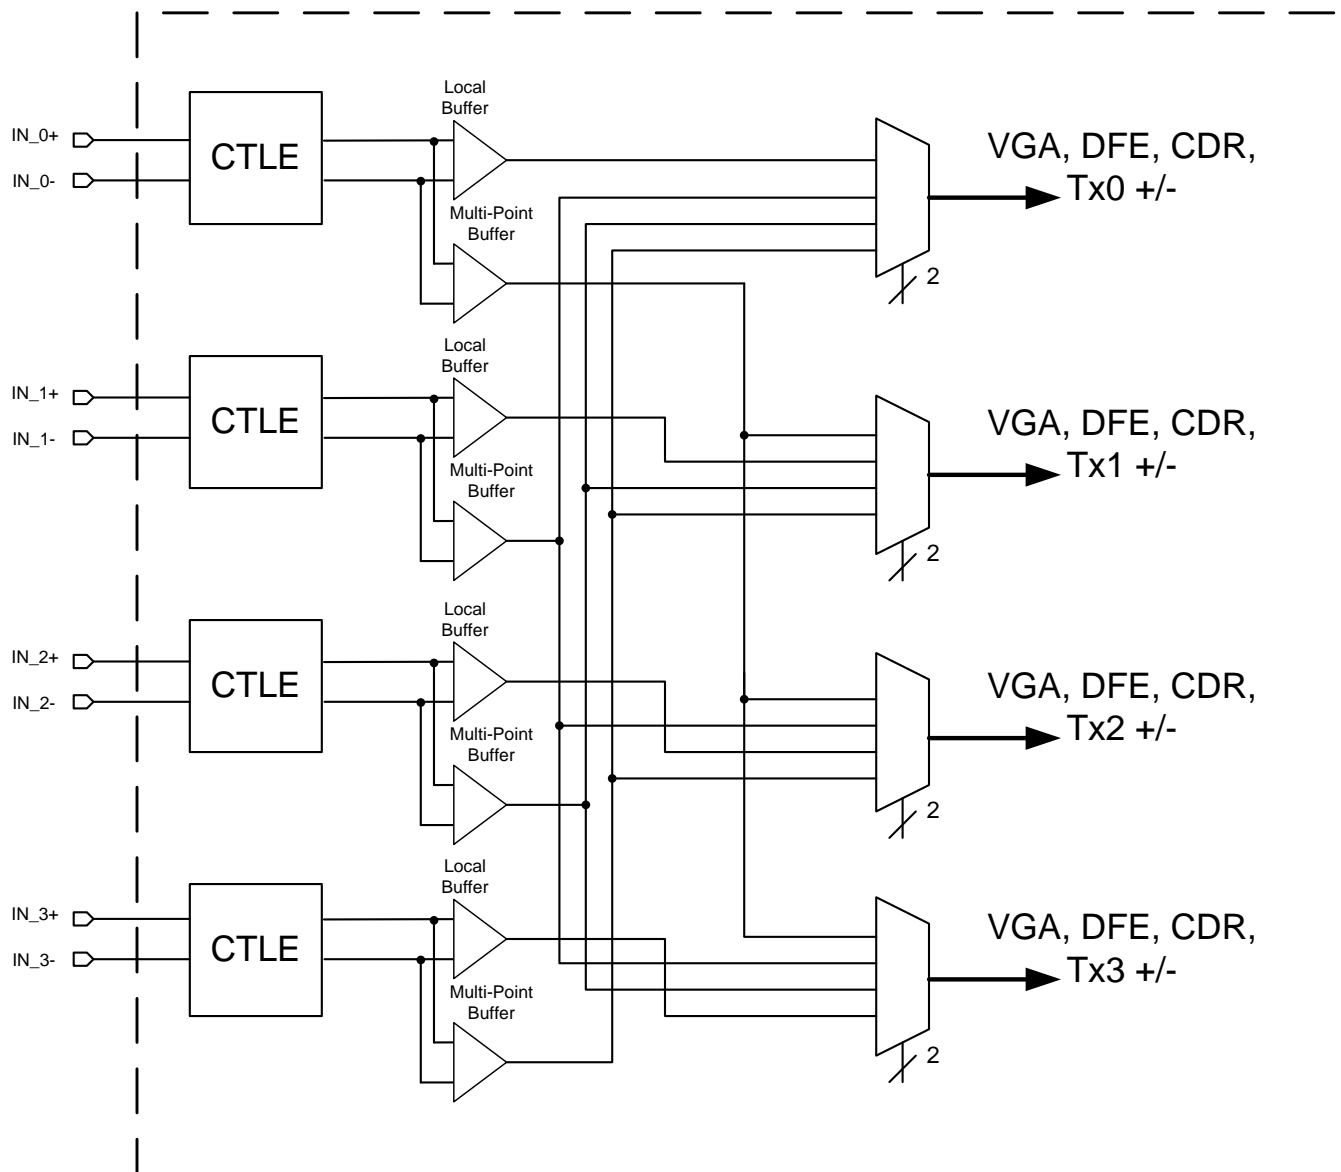 Local
Buffer
IN_0+
IN_0-
CTLE
VGA, DFE, CDR,
Tx0 +/-
Multi-Point
Buffer
2
Local
Buffer
IN_1+
IN_1-
CTLE
VGA, DFE, CDR,
Tx1 +/-
Multi-Point
Buffer
2
Local
Buffer
IN_2+
IN_2-
CTLE
VGA, DFE, CDR,
Tx2 +/-
Multi-Point
Buffer
2
Local
Buffer
IN_3+
IN_3-
CTLE
VGA, DFE, CDR,
Tx3 +/-
Multi-Point
Buffer
2